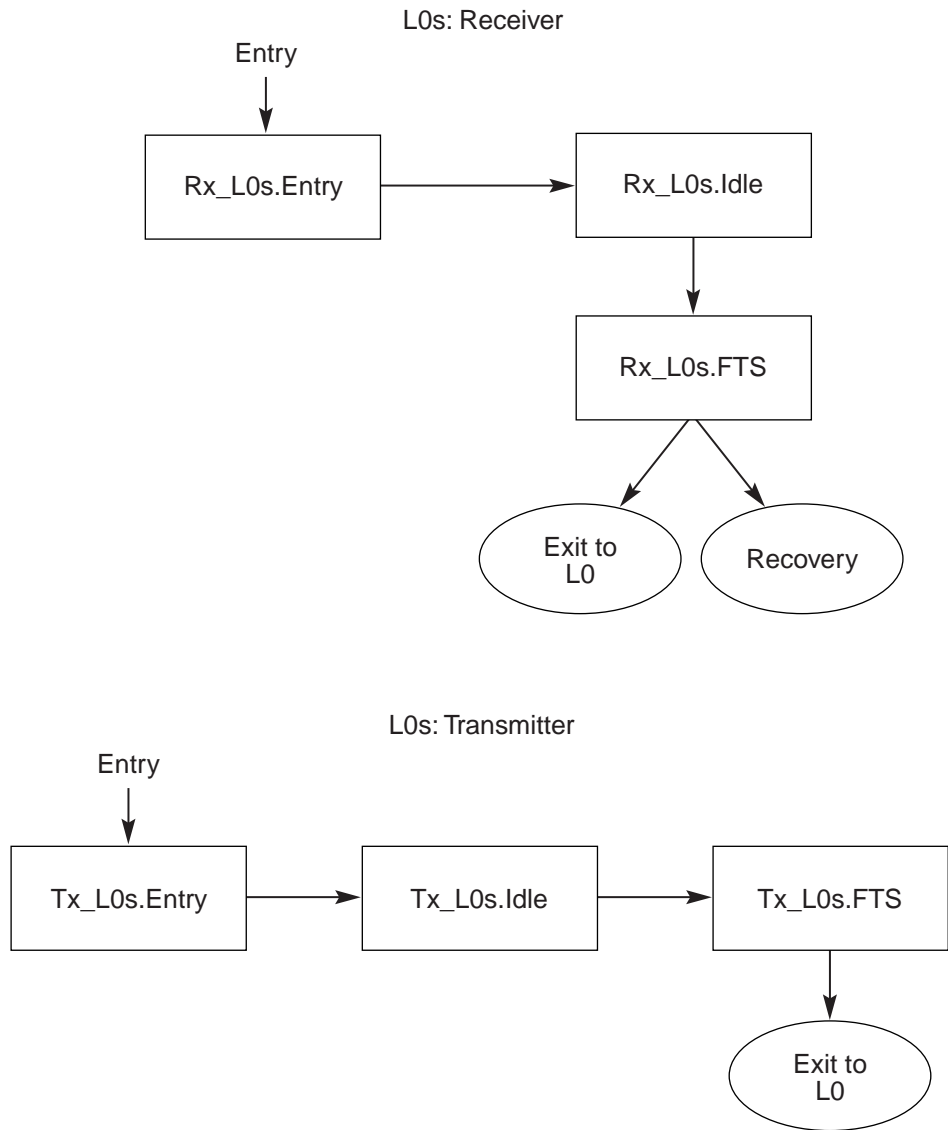 L0s: Receiver
Entry
Rx_L0s.Entry
Rx_L0s.Idle
Rx_L0s.FTS
Exit to
L0
Recovery
L0s: Transmitter
Entry
Tx_L0s.Entry
Tx_L0s.Idle
Tx_L0s.FTS
Exit to
L0